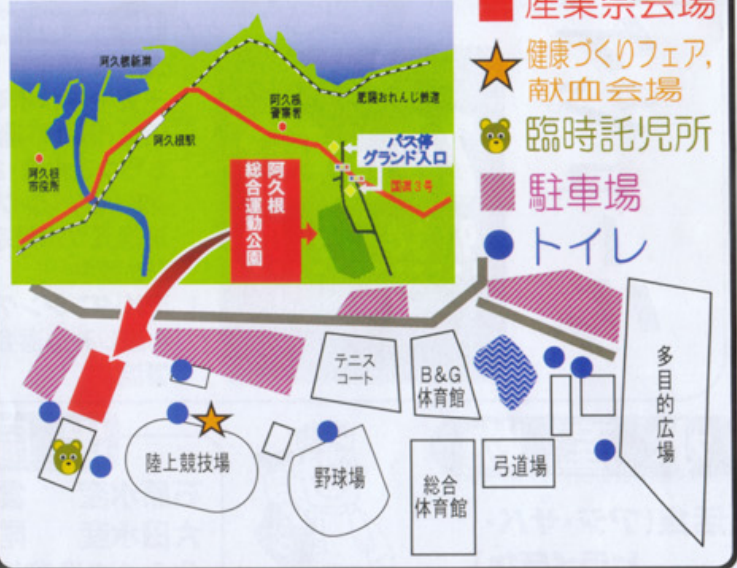 産業祭会場
健康づくりフェア,
献血会場
臨時託児所
駐車場
トイレ
阿久根新港
阿久根駅
阿久根
警察署
肥薩おれんじ鉄道
バス停
グランド入口
国道3号
阿久根
市役所
阿久根
総合運動公園
テニス
コート
B&G
体育館
多目的広場
陸上競技場
野球場
総合
体育館
弓道場